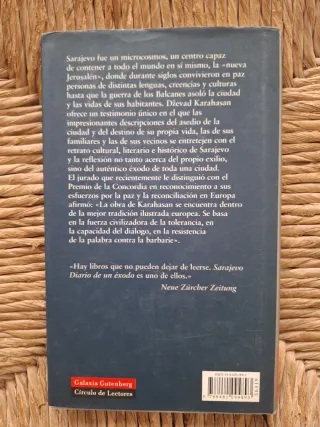 Sarajevo fue un microcosmos, un centro capaz
de contener a todo el mundo en sí mismo, la «nueva
Jerusalén», donde durante siglos convivieron en paz
personas de distintas lenguas, creencias y culturas
hasta que la guerra de los Balcanes asoló la ciudad
y las vidas de sus habitantes. Dževad Karahasan
ofrece un testimonio único en el que las
impresionantes descripciones del asedio de la
ciudad y del destino de su propia vida, las de sus
familiares y las de sus vecinos se entretejen con el
retrato cultural, literario e histórico de Sarajevo
y la reflexión no tanto acerca del propio exilio,
sino del auténtico éxodo de toda una ciudad.
El jurado que recientemente le distinguió con el
Premio de la Concordia en reconocimiento a sus
esfuerzos por la paz y la reconciliación en Europa
afirmó: «La obra de Karahasan se encuentra dentro
de la mejor tradición ilustrada europea. Se basa
en la fuerza civilizadora de la tolerancia, en
la capacidad del diálogo, en la resistencia
de la palabra contra la barbarie».
«Hay libros que no pueden dejar de leerse. Sarajevo
Diario de un éxodo es uno de ellos.»
Neue Zürcher Zeitung
Galaxia Gutenberg
Círculo de Lectores